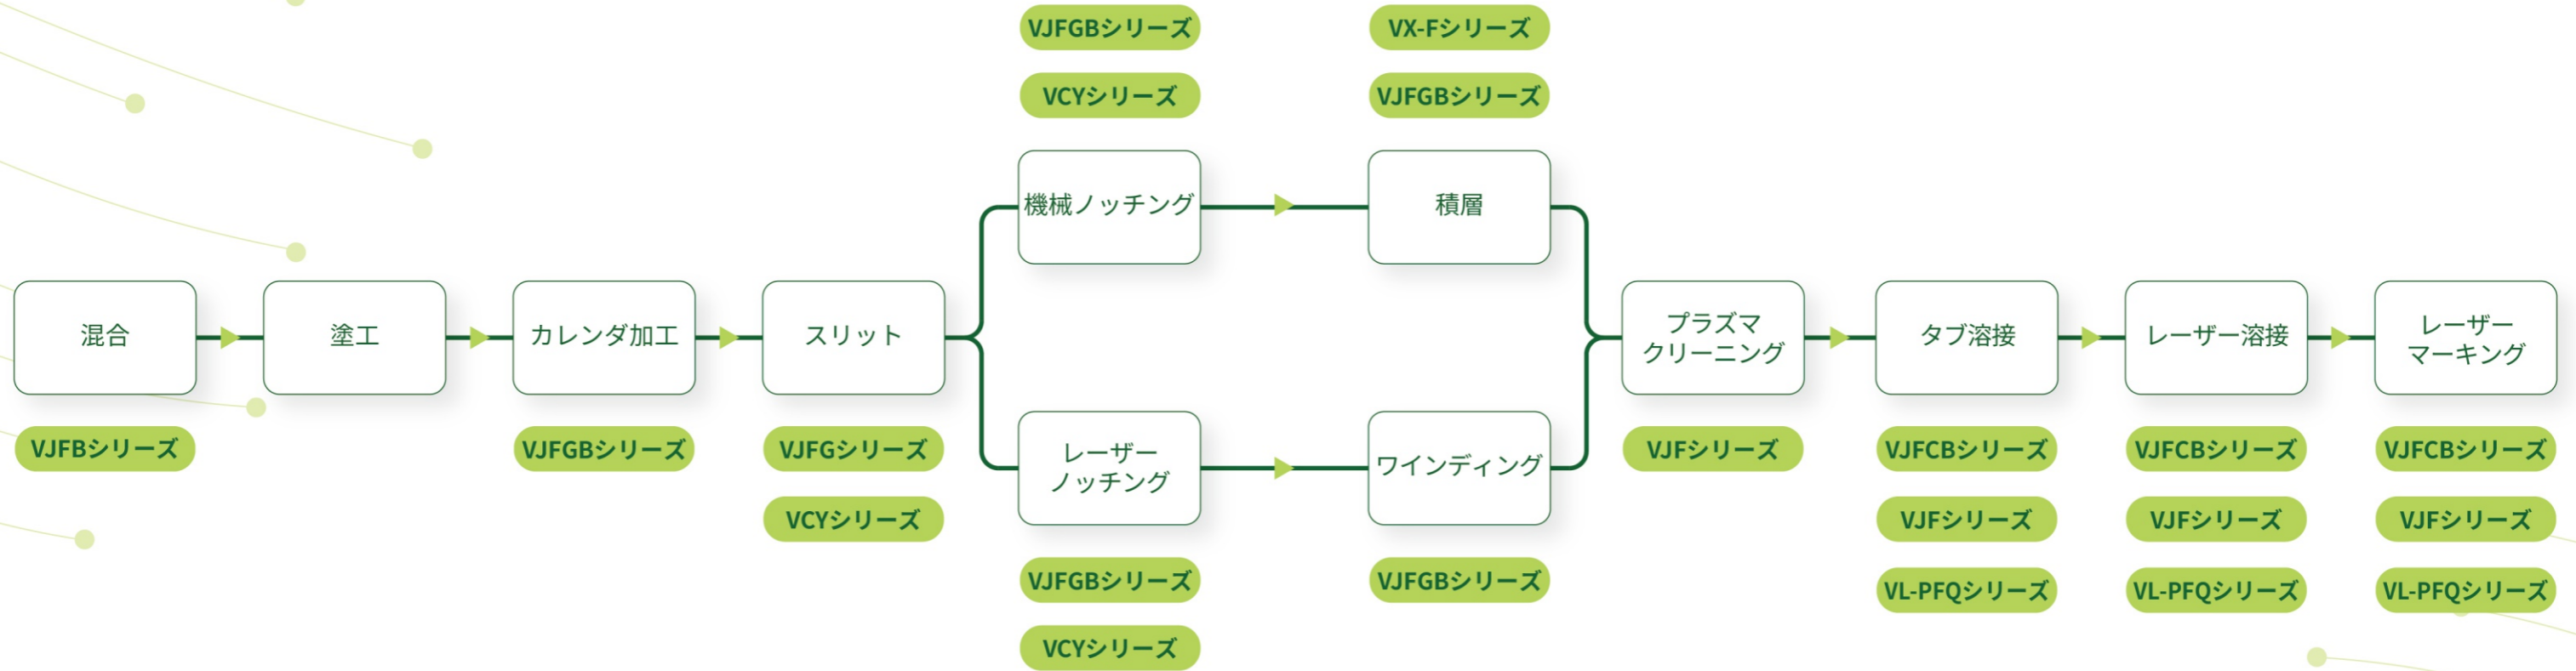 VJFGBシリーズ
VX-Fシリーズ
VCYシリーズ
VJFGBシリーズ
機械ノッチング
積層
混合
塗工
カレンダ加工
スリット
プラズマ
クリーニング
タブ溶接
レーザー溶接
レーザー
マーキング
レーザー
ノッチング
ワインディング
VJFBシリーズ
VJFGBシリーズ
VJFGシリーズ
VJFシリーズ
VJFCBシリーズ
VJFCBシリーズ
VJFCBシリーズ
VCYシリーズ
VJFシリーズ
VJFシリーズ
VJFシリーズ
VJFGBシリーズ
VJFGBシリーズ
VL-PFQシリーズ
VL-PFQシリーズ
VL-PFQシリーズ
VCYシリーズ